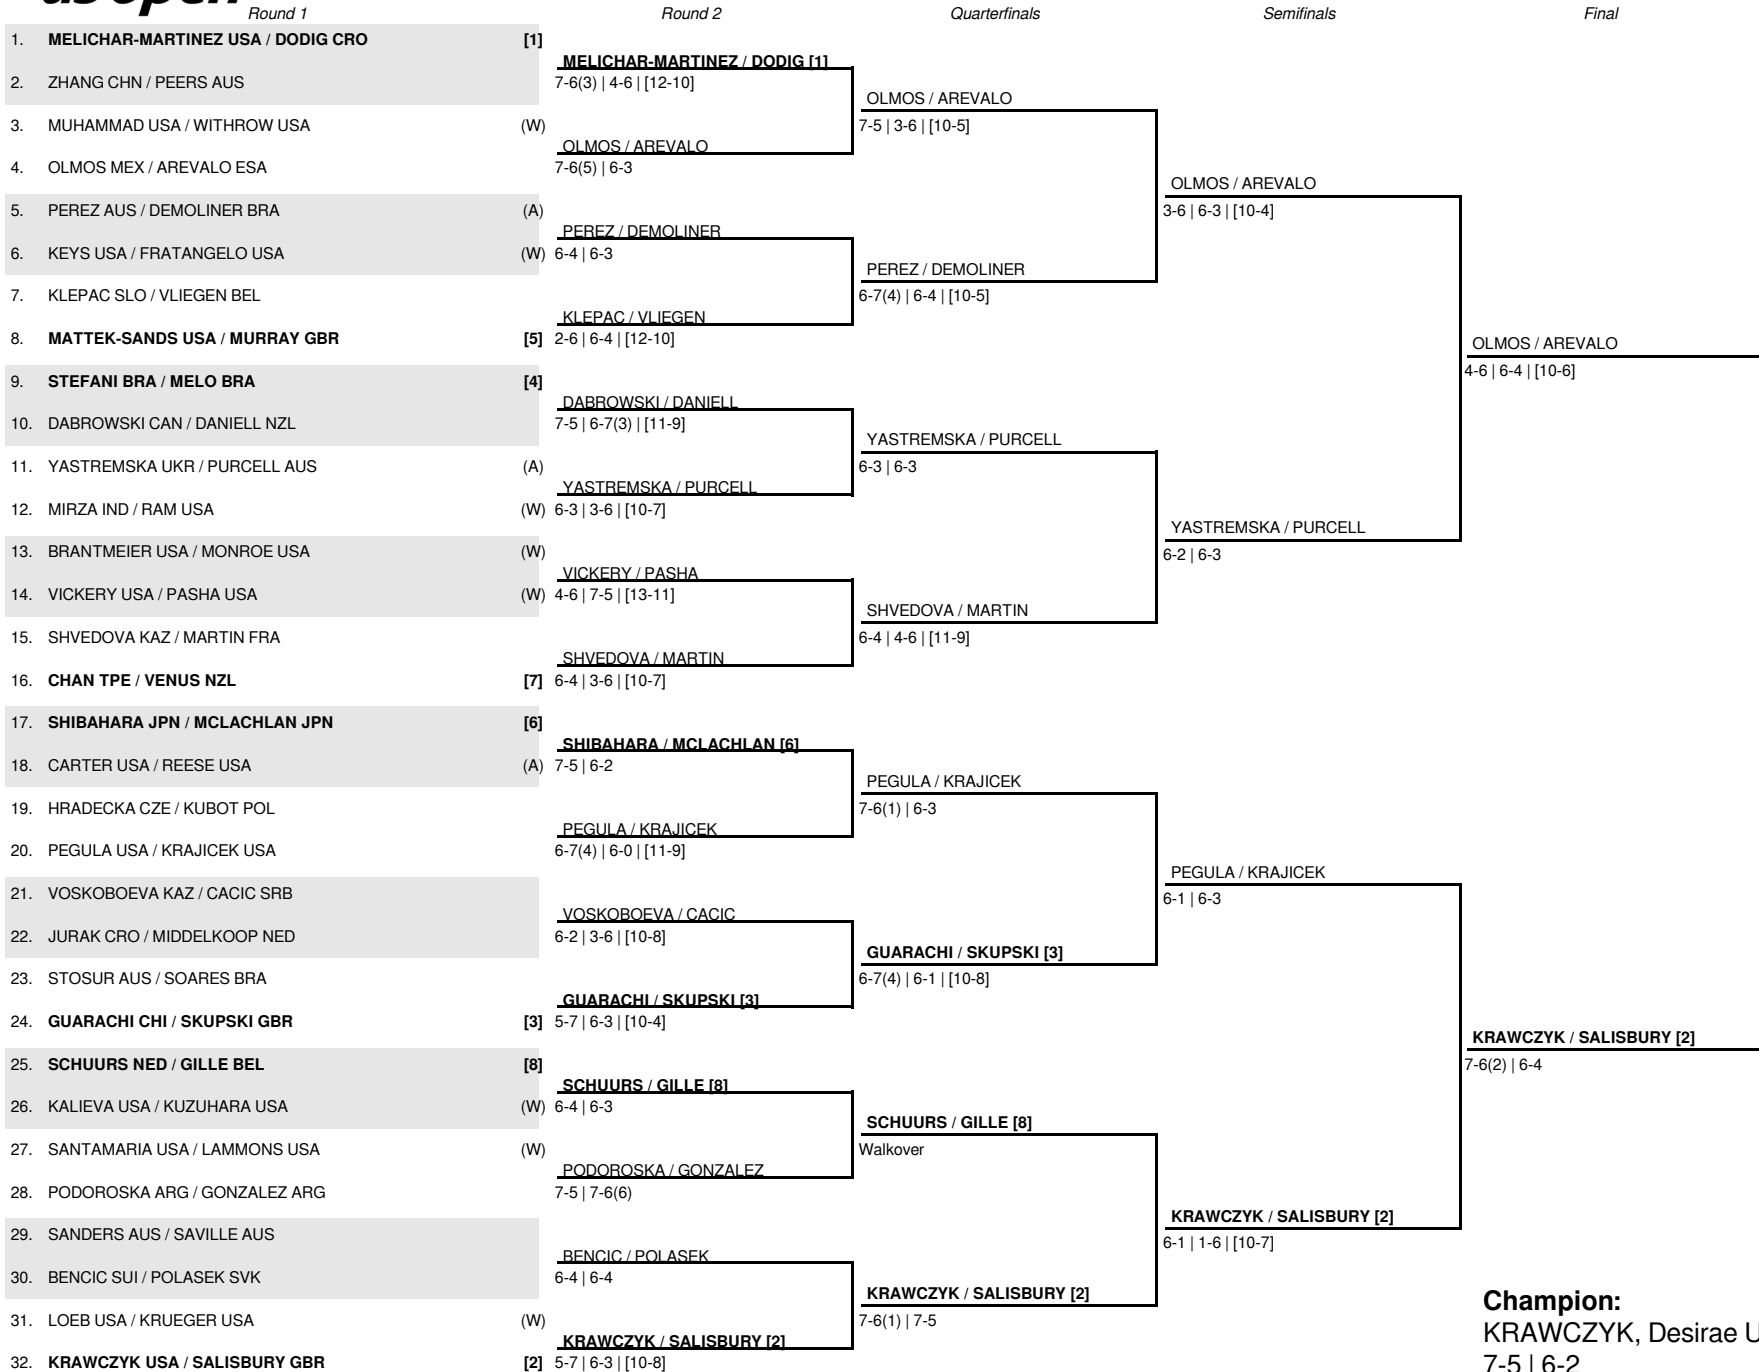 us open
Round 1 Round 2 Quarterfinals Semifinals Final
1. MELICHAR-MARTINEZ USA / DODIG CRO [1]
MELICHAR-MARTINEZ / DODIG [1]
2. ZHANG CHN / PEERS AUS 7-6(3) | 4-6 | [12-10]
OLMOS / AREVALO
3. MUHAMMAD USA / WITHROW USA (W) 7-5 | 3-6 | [10-5]
OLMOS / AREVALO
4. OLMOS MEX / AREVALO ESA 7-6(5) | 6-3
OLMOS / AREVALO
5. PEREZ AUS / DEMOLINER BRA (A) 3-6 | 6-3 | [10-4]
PEREZ / DEMOLINER
6. KEYS USA / FRATANGELO USA (W) 6-4 | 6-3
PEREZ / DEMOLINER
7. KLEPAC SLO / VLIEGEN BEL 6-7(4) | 6-4 | [10-5]
KLEPAC / VLIEGEN
8. MATTEK-SANDS USA / MURRAY GBR [5] 2-6 | 6-4 | [12-10]
OLMOS / AREVALO
9. STEFANI BRA / MELO BRA [4] 4-6 | 6-4 | [10-6]
DABROWSKI / DANIELL
10. DABROWSKI CAN / DANIELL NZL 7-5 | 6-7(3) | [11-9]
YASTREMSKA / PURCELL
11. YASTREMSKA UKR / PURCELL AUS (A) 6-3 | 6-3
YASTREMSKA / PURCELL
12. MIRZA IND / RAM USA (W) 6-3 | 3-6 | [10-7]
YASTREMSKA / PURCELL
13. BRANTMEIER USA / MONROE USA (W) 6-2 | 6-3
VICKERY / PASHA
14. VICKERY USA / PASHA USA (W) 4-6 | 7-5 | [13-11]
SHVEDOVA / MARTIN
15. SHVEDOVA KAZ / MARTIN FRA 6-4 | 4-6 | [11-9]
SHVEDOVA / MARTIN
16. CHAN TPE / VENUS NZL [7] 6-4 | 3-6 | [10-7]
17. SHIBAHARA JPN / MCLACHLAN JPN [6]
SHIBAHARA / MCLACHLAN [6]
18. CARTER USA / REESE USA (A) 7-5 | 6-2
PEGULA / KRAJICEK
19. HRADECKA CZE / KUBOT POL 7-6(1) | 6-3
PEGULA / KRAJICEK
20. PEGULA USA / KRAJICEK USA 6-7(4) | 6-0 | [11-9]
PEGULA / KRAJICEK
21. VOSKOBOEVA KAZ / CACIC SRB 6-1 | 6-3
VOSKOBOEVA / CACIC
22. JURAK CRO / MIDDELKOOP NED 6-2 | 3-6 | [10-8]
GUARACHI / SKUPSKI [3]
23. STOSUR AUS / SOARES BRA 6-7(4) | 6-1 | [10-8]
GUARACHI / SKUPSKI [3]
24. GUARACHI CHI / SKUPSKI GBR [3] 5-7 | 6-3 | [10-4]
KRAWCZYK / SALISBURY [2]
25. SCHUURS NED / GILLE BEL [8] 7-6(2) | 6-4
SCHUURS / GILLE [8]
26. KALIEVA USA / KUZUHARA USA (W) 6-4 | 6-3
SCHUURS / GILLE [8]
27. SANTAMARIA USA / LAMMONS USA (W) Walkover
PODOROSKA / GONZALEZ
28. PODOROSKA ARG / GONZALEZ ARG 7-5 | 7-6(6)
KRAWCZYK / SALISBURY [2]
29. SANDERS AUS / SAVILLE AUS 6-1 | 1-6 | [10-7]
BENCIC / POLASEK
30. BENCIC SUI / POLASEK SVK 6-4 | 6-4
KRAWCZYK / SALISBURY [2]
Champion:
31. LOEB USA / KRUEGER USA (W) 7-6(1) | 7-5
KRAWCZYK, Desirae U
KRAWCZYK / SALISBURY [2]
32. KRAWCZYK USA / SALISBURY GBR [2] 5-7 | 6-3 | [10-8]
7-5 | 6-2